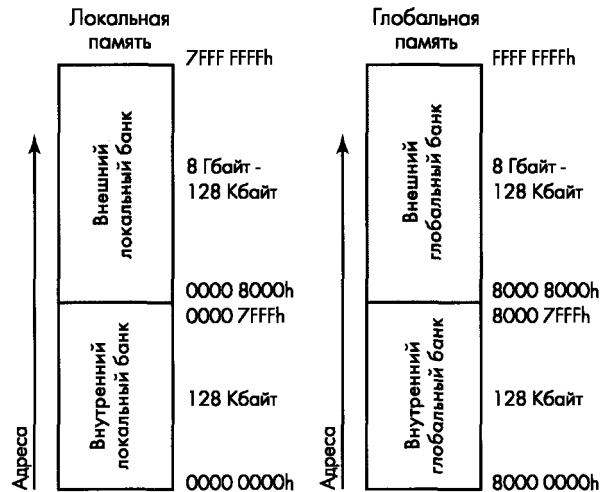 Локальная
память
7FFF FFFFh
Внешний
локальный банк
8 Гбайт -
128 Кбайт
0000 8000h
0000 7FFFh
Внутренний
локальный банк
128 Кбайт
0000 0000h
Адреса
Глобальная
память
FFFF FFFFh
Внешний
глобальный банк
8 Гбайт -
128 Кбайт
8000 8000h
8000 7FFFh
Внутренний
глобальный банк
128 Кбайт
8000 0000h
Адреса